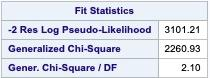 Fit Statistics
-2 Res Log Pseudo-Likelihood 3101.21
Generalized Chi-Square 2260.93
Gener. Chi-Square / DF 2.10